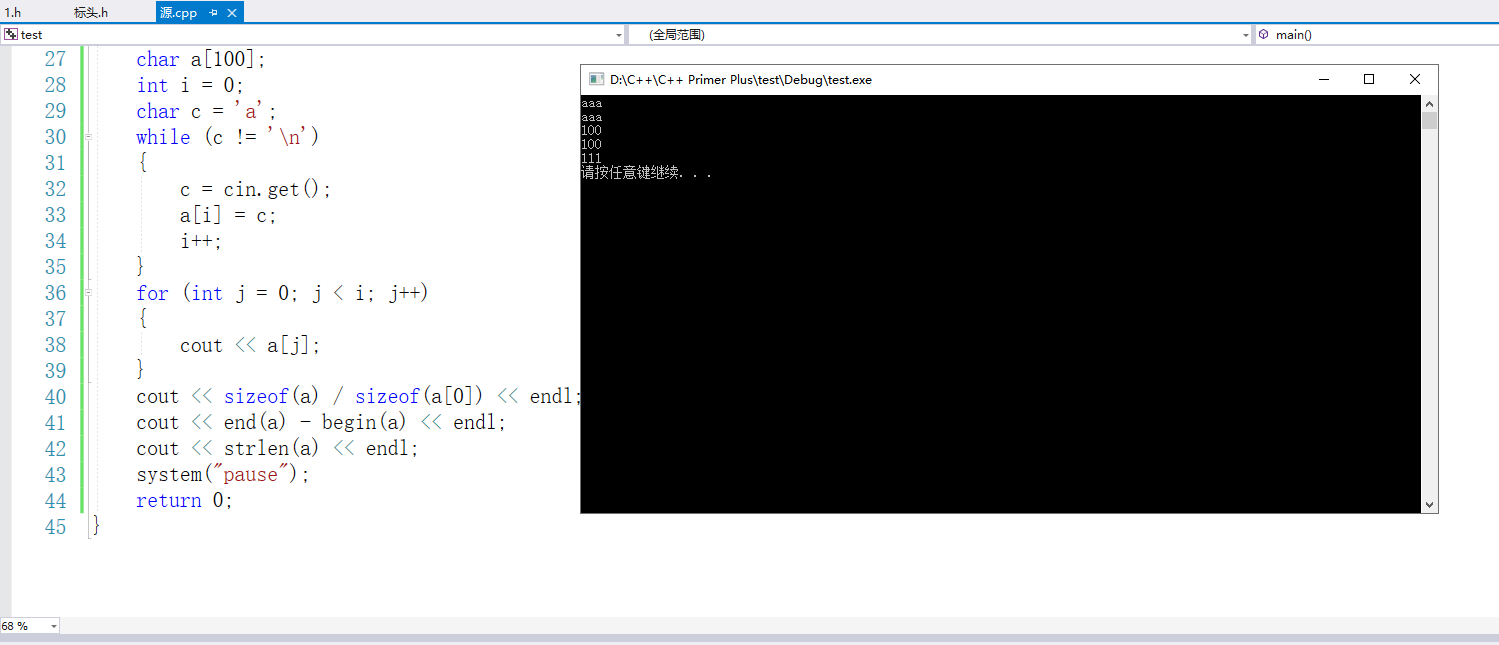 1.h 标头.h 源.cpp
test (全局范围) main()
27 char a[100];
28 int i = 0;
29 char c = 'a';
30 while (c != '\n')
31 {
32 c = cin.get();
33 a[i] = c;
34 i++;
35 }
36 for (int j = 0; j < i; j++)
37 {
38 cout << a[j];
39 }
40 cout << sizeof(a) / sizeof(a[0]) << endl;
41 cout << end(a) - begin(a) << endl;
42 cout << strlen(a) << endl;
43 system("pause");
44 return 0;
45 }
D:\C++\C++ Primer Plus\test\Debug\test.exe
aaa
aaa
100
100
111
请按任意键继续. . .
68 %